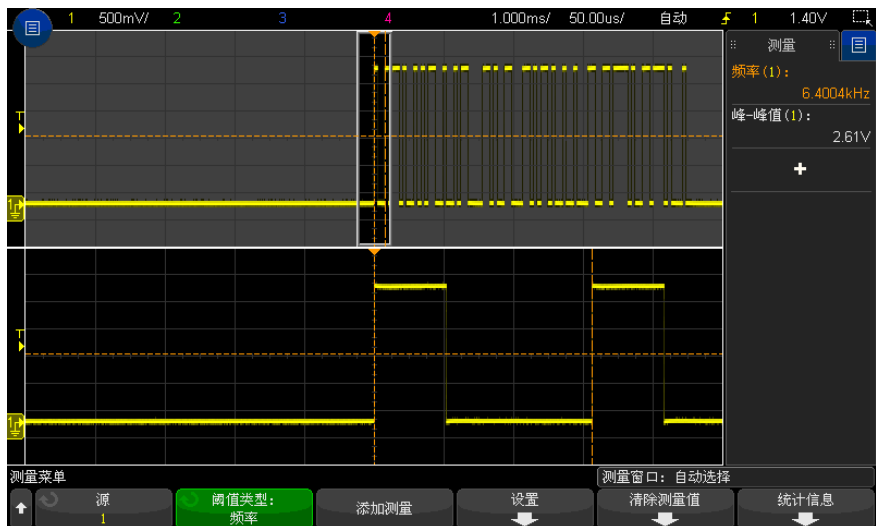 1 500mV/ 2 3 4 1.000ms/ 50.00us/ 自动 1 1.40V
测量
频率(1):
6.4004kHz
峰-峰值(1):
2.61V
T
1
T
1
测量菜单
测量窗口: 自动选择
源
1
阈值类型:
频率
添加测量
设置
清除测量值
统计信息